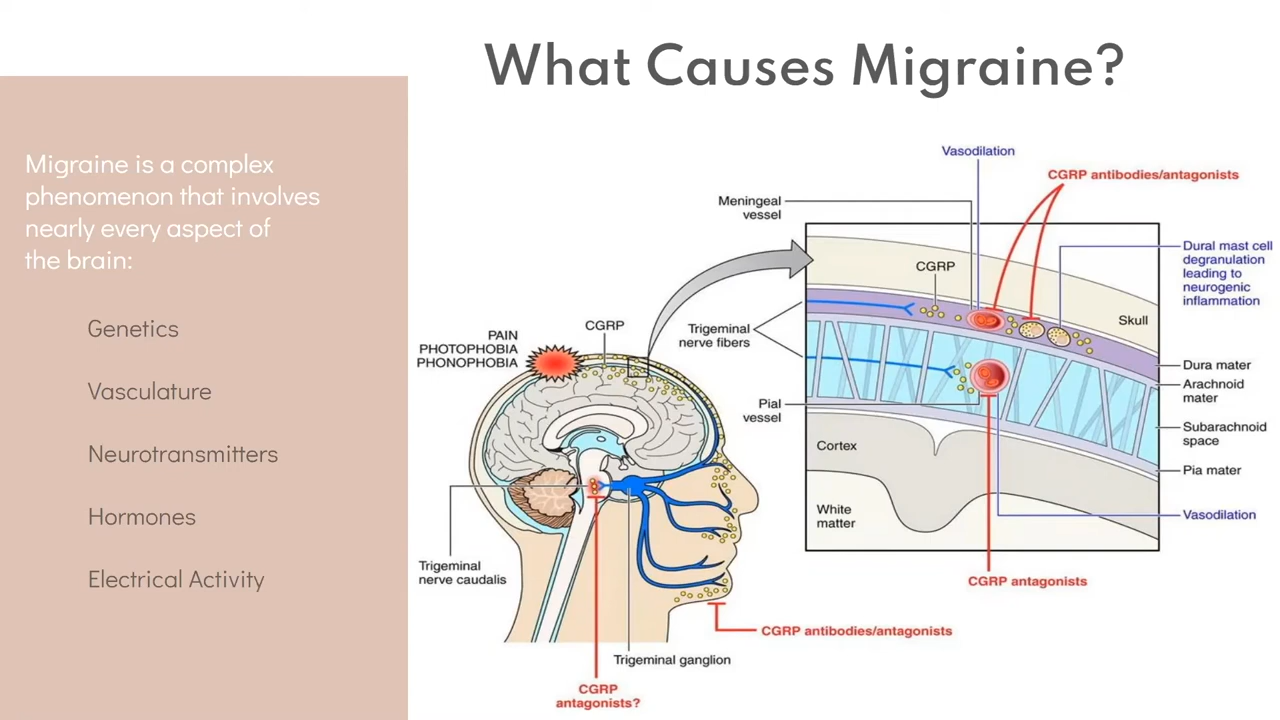 What Causes Migraine?
Migraine is a complex
phenomenon that involves
nearly every aspect of
the brain:
Genetics
Vasculature
Neurotransmitters
Hormones
Electrical Activity
PAIN
PHOTOPHOBIA
PHONOPHOBIA
CGRP
Trigeminal
nerve caudalis
Trigeminal ganglion
CGRP
antagonists?
CGRP antibodies/antagonists
Vasodilation
CGRP antibodies/antagonists
Meningeal
vessel
CGRP
Dural mast cell
degranulation
leading to
neurogenic
inflammation
Trigeminal
nerve fibers
Skull
Dura mater
Arachnoid
mater
Pial
vessel
Subarachnoid
space
Cortex
Pia mater
White
matter
Vasodilation
CGRP antagonists